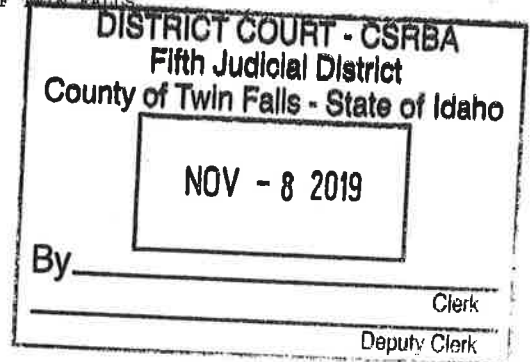 DISTRICT COURT - CSRBA
Fifth Judicial District
County of Twin Falls - State of Idaho
NOV - 8 2019
By
Clerk
Deputy Clerk